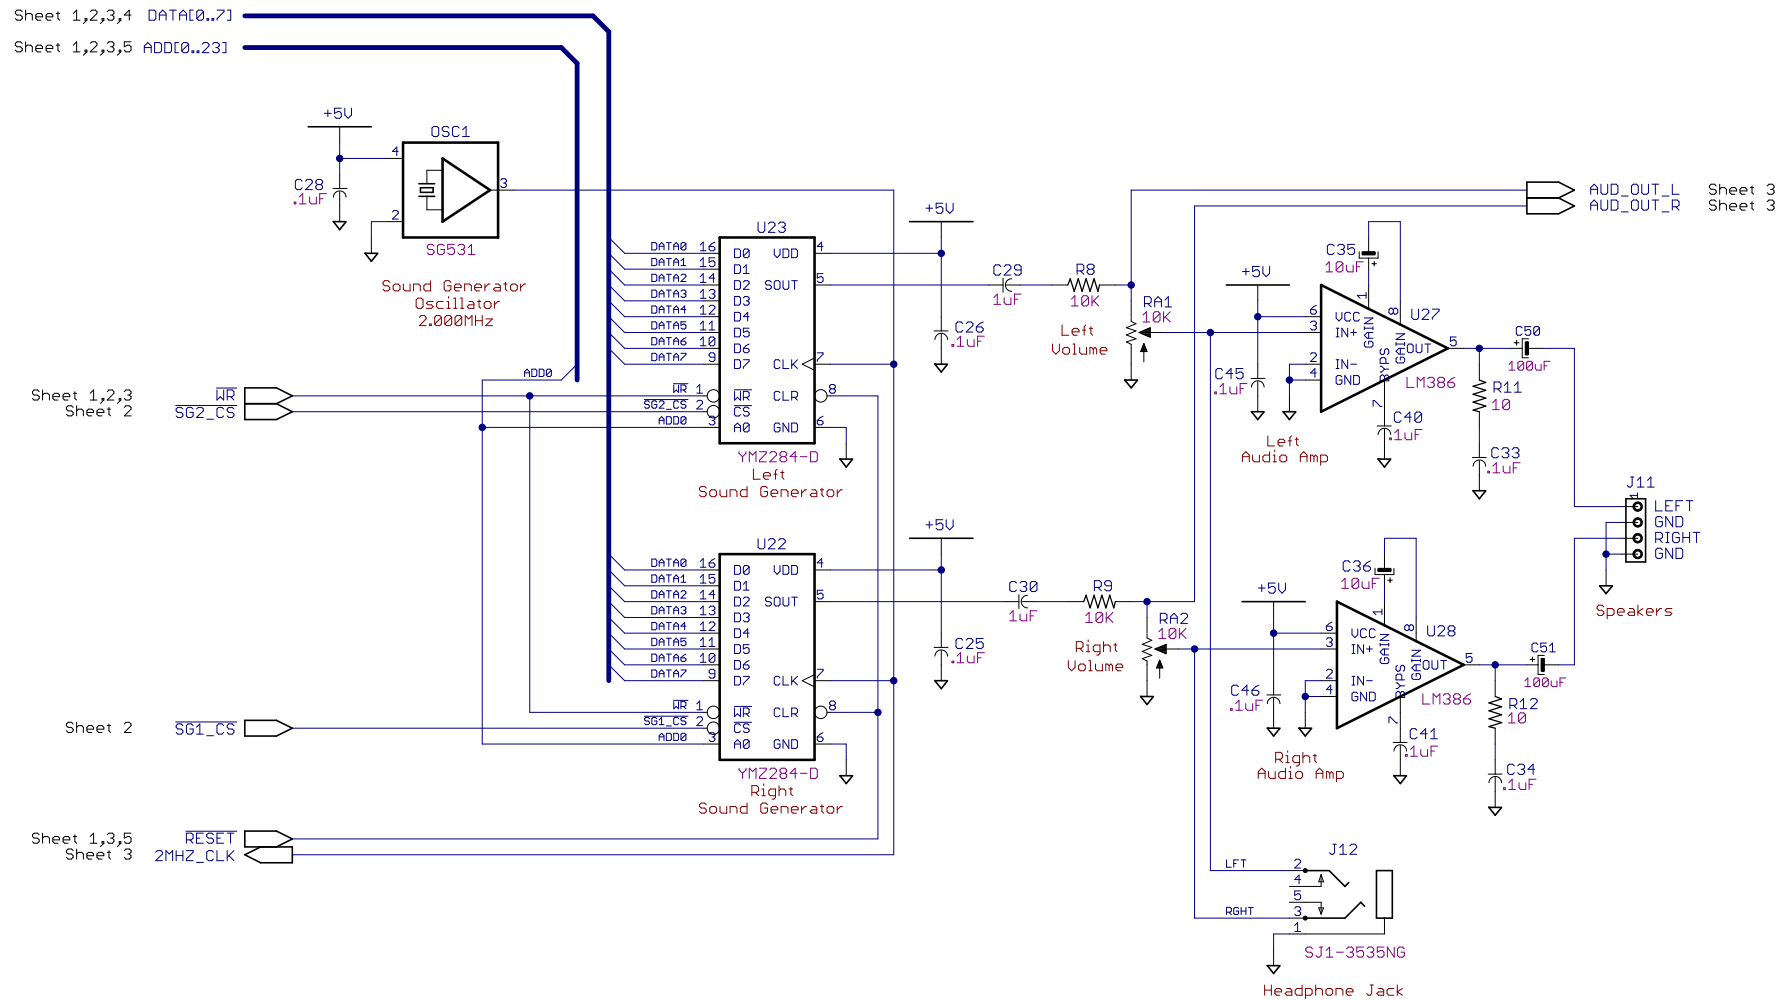 Sheet 1,2,3,4 DATA[0..7]
Sheet 1,2,3,5 ADD[0..23]
+5V
OSC1
4
3
2
C28
.1uF
SG531
Sound Generator
Oscillator
2.000MHz
U23
DATA0 16 D0 VDD 4
DATA1 15 D1
DATA2 14 D2 SOUT 5
DATA3 13 D3
DATA4 12 D4
DATA5 11 D5
DATA6 10 D6
DATA7 9 D7 CLK 7
ADD0
WR 1 WR CLR 8
SG2_CS 2 CS
ADD0 3 A0 GND 6
YMZ284-D
Left
Sound Generator
Sheet 1,2,3 WR
Sheet 2 SG2_CS
+5V
C26
.1uF
C29
1uF
R8
10K
RA1
10K
Left
Volume
AUD_OUT_L Sheet 3
AUD_OUT_R Sheet 3
C35
10uF
+
+5V
U27
6 VCC
3 IN+
2 IN-
4 GND
1
GAIN
8
GAIN
BYPS
7
OUT 5
LM386
C45
.1uF
C40
.1uF
Left
Audio Amp
C50
+
100uF
R11
10
C33
.1uF
J11
1
LEFT
GND
RIGHT
GND
Speakers
U22
DATA0 16 D0 VDD 4
DATA1 15 D1
DATA2 14 D2 SOUT 5
DATA3 13 D3
DATA4 12 D4
DATA5 11 D5
DATA6 10 D6
DATA7 9 D7 CLK 7
WR 1 WR CLR 8
SG1_CS 2 CS
ADD0 3 A0 GND 6
YMZ284-D
Right
Sound Generator
Sheet 2 SG1_CS
Sheet 1,3,5 RESET
Sheet 3 2MHZ_CLK
+5V
C25
.1uF
C30
1uF
R9
10K
RA2
10K
Right
Volume
C36
10uF
+
+5V
U28
6 VCC
3 IN+
2 IN-
4 GND
1
GAIN
8
GAIN
BYPS
7
OUT 5
LM386
C46
.1uF
C41
.1uF
Right
Audio Amp
C51
+
100uF
R12
10
C34
.1uF
J12
LFT 2
4
5
RGHT 3
1
SJ1-3535NG
Headphone Jack